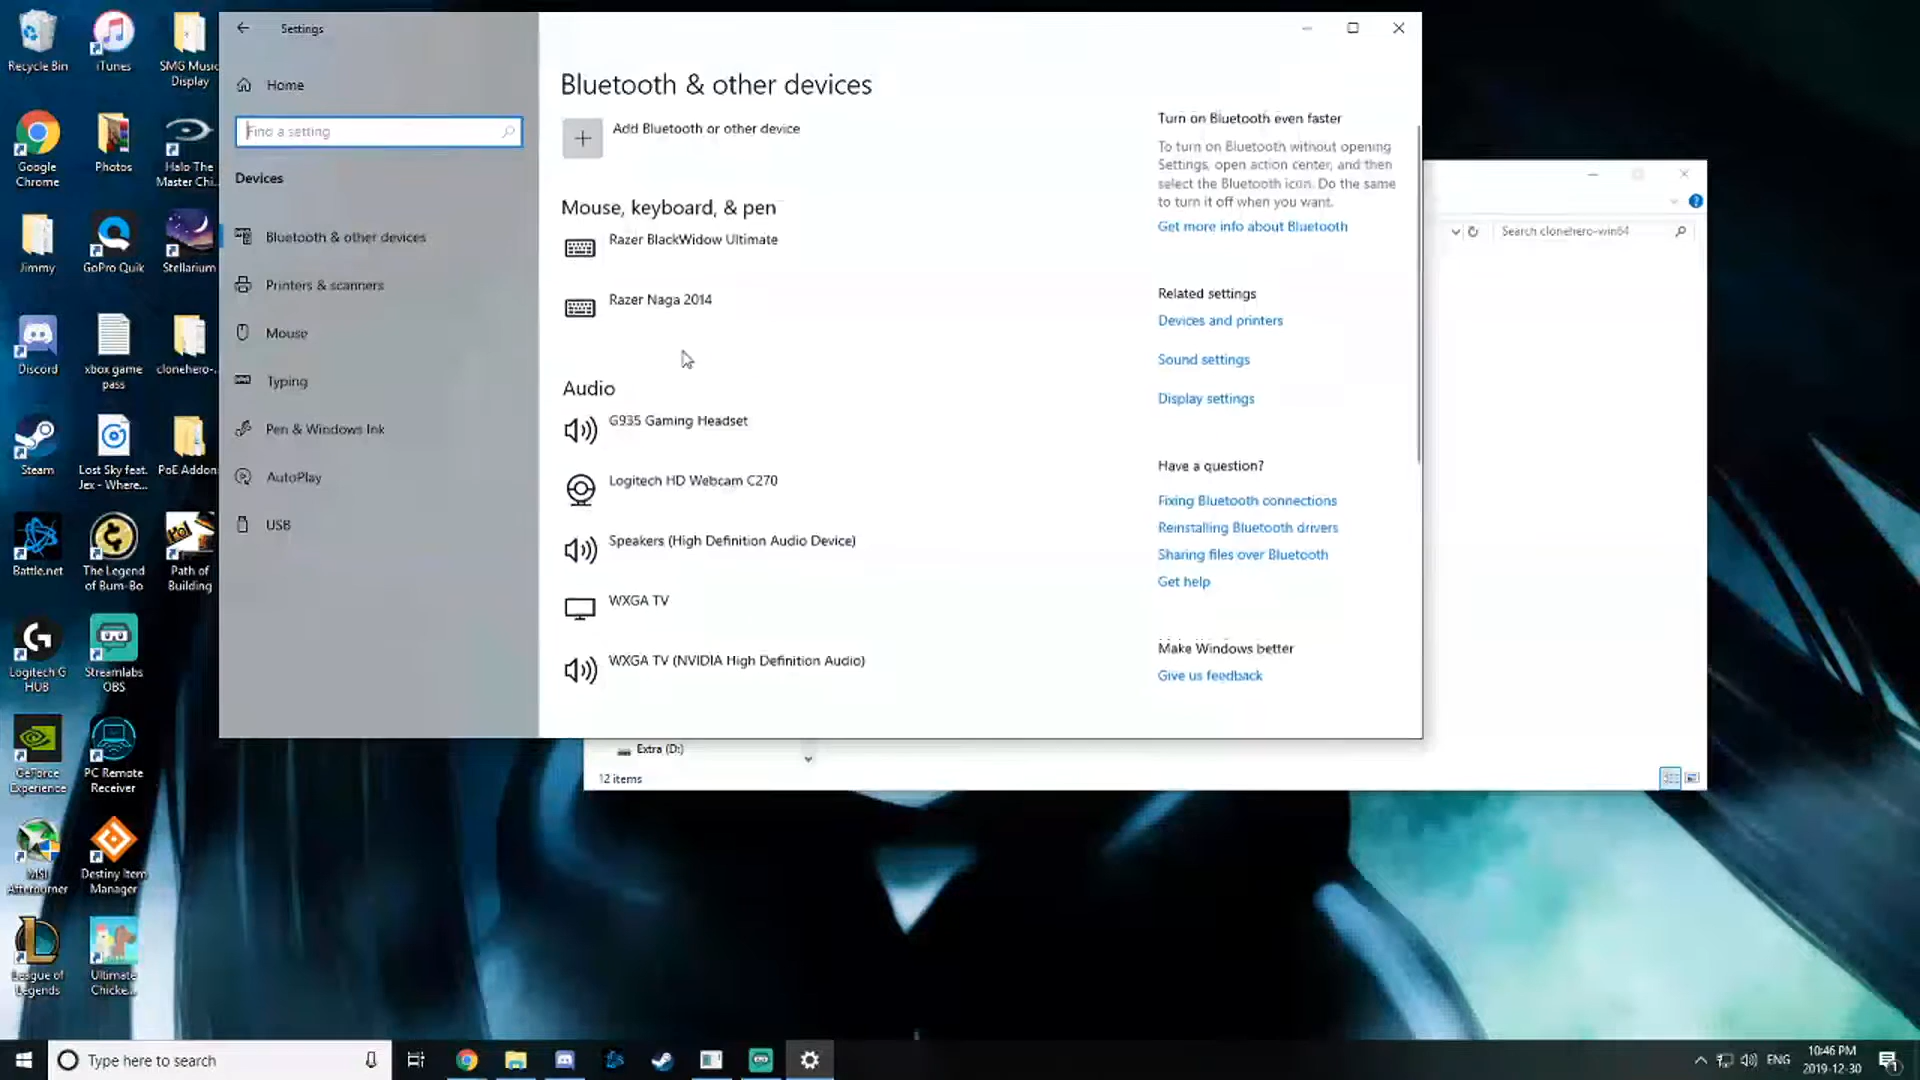 Settings
Home
Find a setting
Devices
Bluetooth & other devices
Printers & scanners
Mouse
Typing
Pen & Windows Ink
AutoPlay
USB
Bluetooth & other devices
Add Bluetooth or other device
Mouse, keyboard, & pen
Razer BlackWidow Ultimate
Razer Naga 2014
Audio
G935 Gaming Headset
Logitech HD Webcam C270
Speakers (High Definition Audio Device)
WXGA TV
WXGA TV (NVIDIA High Definition Audio)
Turn on Bluetooth even faster
To turn on Bluetooth without opening
Settings, open action center, and then
select the Bluetooth icon. Do the same
to turn it off when you want.
Get more info about Bluetooth
Related settings
Devices and printers
Sound settings
Display settings
Have a question?
Fixing Bluetooth connections
Reinstalling Bluetooth drivers
Sharing files over Bluetooth
Get help
Make Windows better
Give us feedback
Search clonehero-win64
Extra (D:)
12 items
Recycle Bin
iTunes
SMG Music
Display
Google
Chrome
Photos
Halo The
Master Chi...
Jimmy
GoPro Quik
Stellarium
Discord
xbox game
pass
clonehero-...
Steam
Lost Sky feat.
Jex - Where...
PoE Addons
Battle.net
The Legend
of Bum-Bo
Path of
Building
Logitech G
HUB
Streamlabs
OBS
GeForce
Experience
PC Remote
Receiver
MSI
Afterburner
Destiny Item
Manager
League of
Legends
Ultimate
Chicke...
Type here to search
ENG
10:46 PM
2019-12-30
1